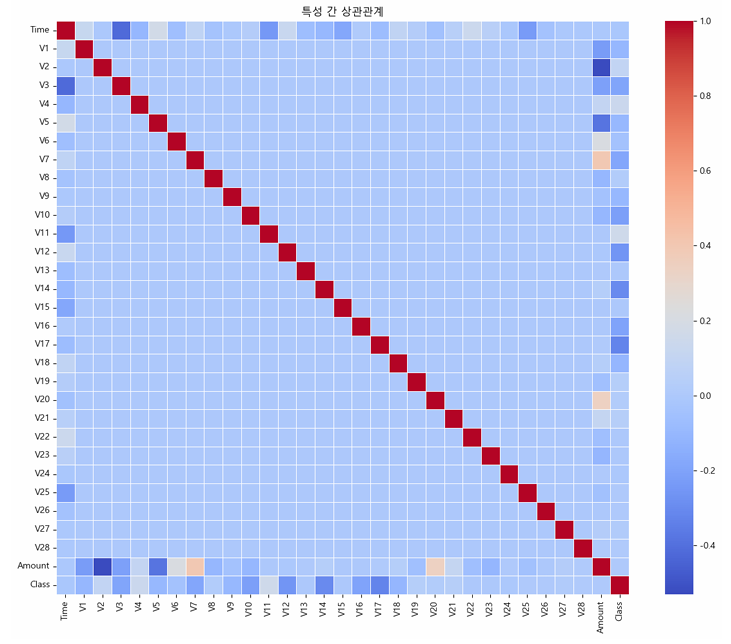 특성 간 상관관계
Time
V1
V2
V3
V4
V5
V6
V7
V8
V9
V10
V11
V12
V13
V14
V15
V16
V17
V18
V19
V20
V21
V22
V23
V24
V25
V26
V27
V28
Amount
Class
Time V1 V2 V3 V4 V5 V6 V7 V8 V9 V10 V11 V12 V13 V14 V15 V16 V17 V18 V19 V20 V21 V22 V23 V24 V25 V26 V27 V28 Amount Class
1.0
0.8
0.6
0.4
0.2
0.0
-0.2
-0.4